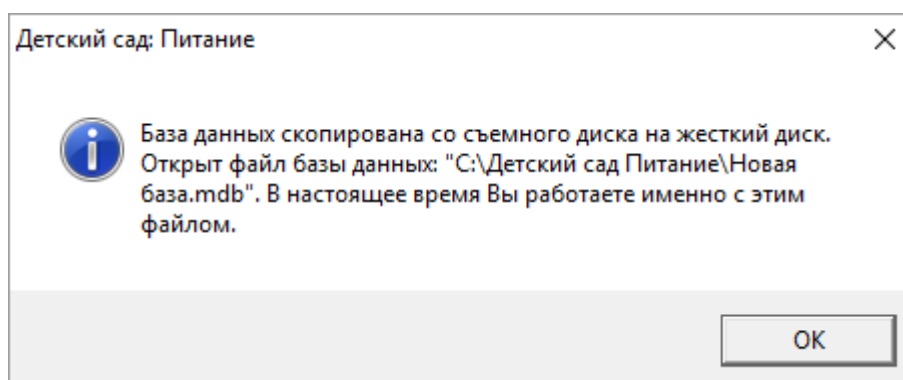 Детский сад: Питание
База данных скопирована со съемного диска на жесткий диск.
Открыт файл базы данных: "C:\Детский сад Питание\Новая
база.mdb". В настоящее время Вы работаете именно с этим
файлом.
OK